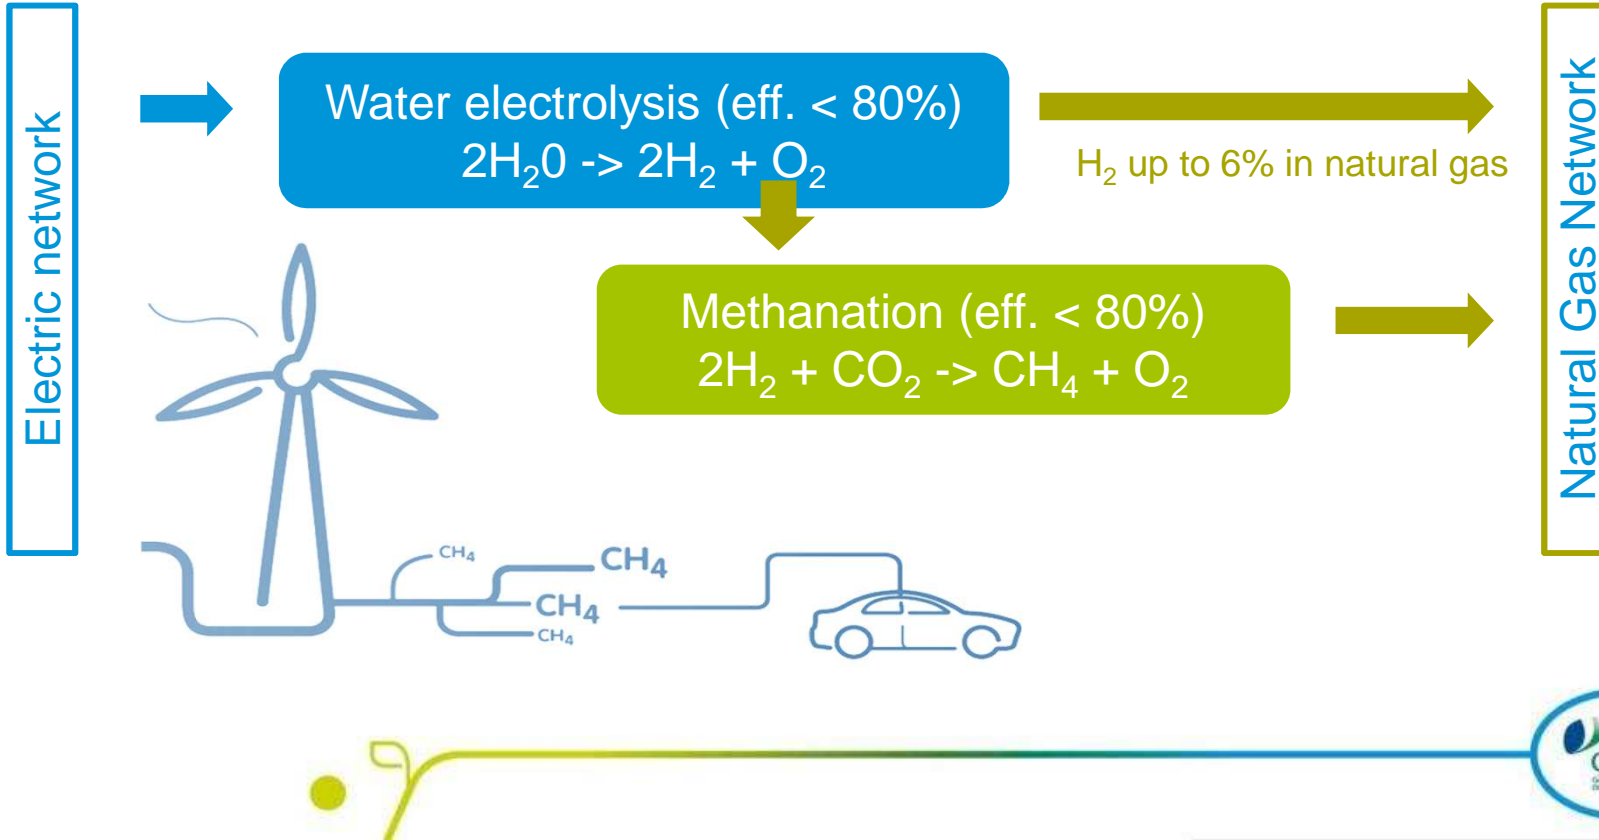 Electric network
Water electrolysis (eff. < 80%)
2H₂0 -> 2H₂ + O₂
H₂ up to 6% in natural gas
Methanation (eff. < 80%)
2H₂ + CO₂ -> CH₄ + O₂
Natural Gas Network
CH₄
CH₄
CH₄
CH₄